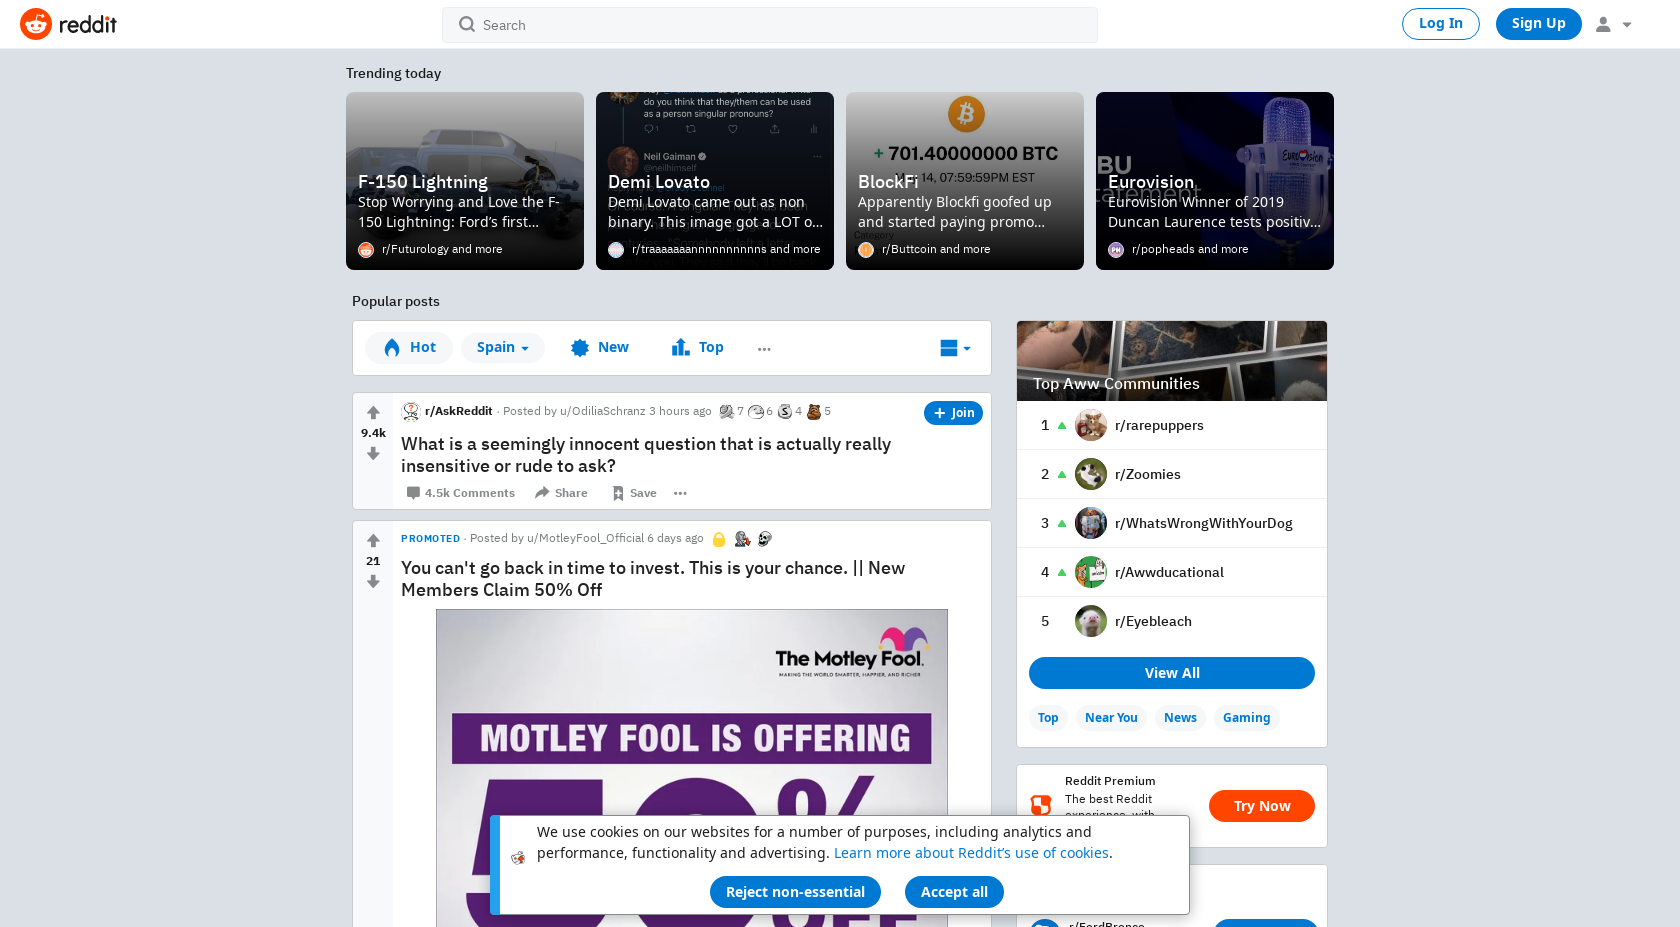 reddit
Search
Log In
Sign Up
Trending today
do you think that they/them can be used
as a person singular pronouns?
Neil Gaiman
@neilhimself
F-150 Lightning
Stop Worrying and Love the F-
150 Lightning: Ford’s first...
r/Futurology and more
Demi Lovato
Demi Lovato came out as non
binary. This image got a LOT o...
r/traaaaaaannnnnnnnnns and more
+ 701.40000000 BTC
14, 07:59:59PM EST
BlockFi
Apparently Blockfi goofed up
and started paying promo...
r/Buttcoin and more
Eurovision
Eurovision Winner of 2019
Duncan Laurence tests positiv...
r/popheads and more
Popular posts
Hot
Spain
New
Top
9.4k
r/AskReddit · Posted by u/OdiliaSchranz 3 hours ago 7 6 4 5
Join
What is a seemingly innocent question that is actually really
insensitive or rude to ask?
4.5k Comments
Share
Save
21
PROMOTED · Posted by u/MotleyFool_Official 6 days ago
You can't go back in time to invest. This is your chance. || New
Members Claim 50% Off
The Motley Fool.
MAKING THE WORLD SMARTER, HAPPIER, AND RICHER
MOTLEY FOOL IS OFFERING
50%
OFF
Top Aww Communities
1 r/rarepuppers
2 r/Zoomies
3 r/WhatsWrongWithYourDog
4 r/Awwducational
5 r/Eyebleach
View All
Top
Near You
News
Gaming
Reddit Premium
The best Reddit
experience, with
Try Now
r/FordBronco
We use cookies on our websites for a number of purposes, including analytics and
performance, functionality and advertising. Learn more about Reddit’s use of cookies.
Reject non-essential
Accept all